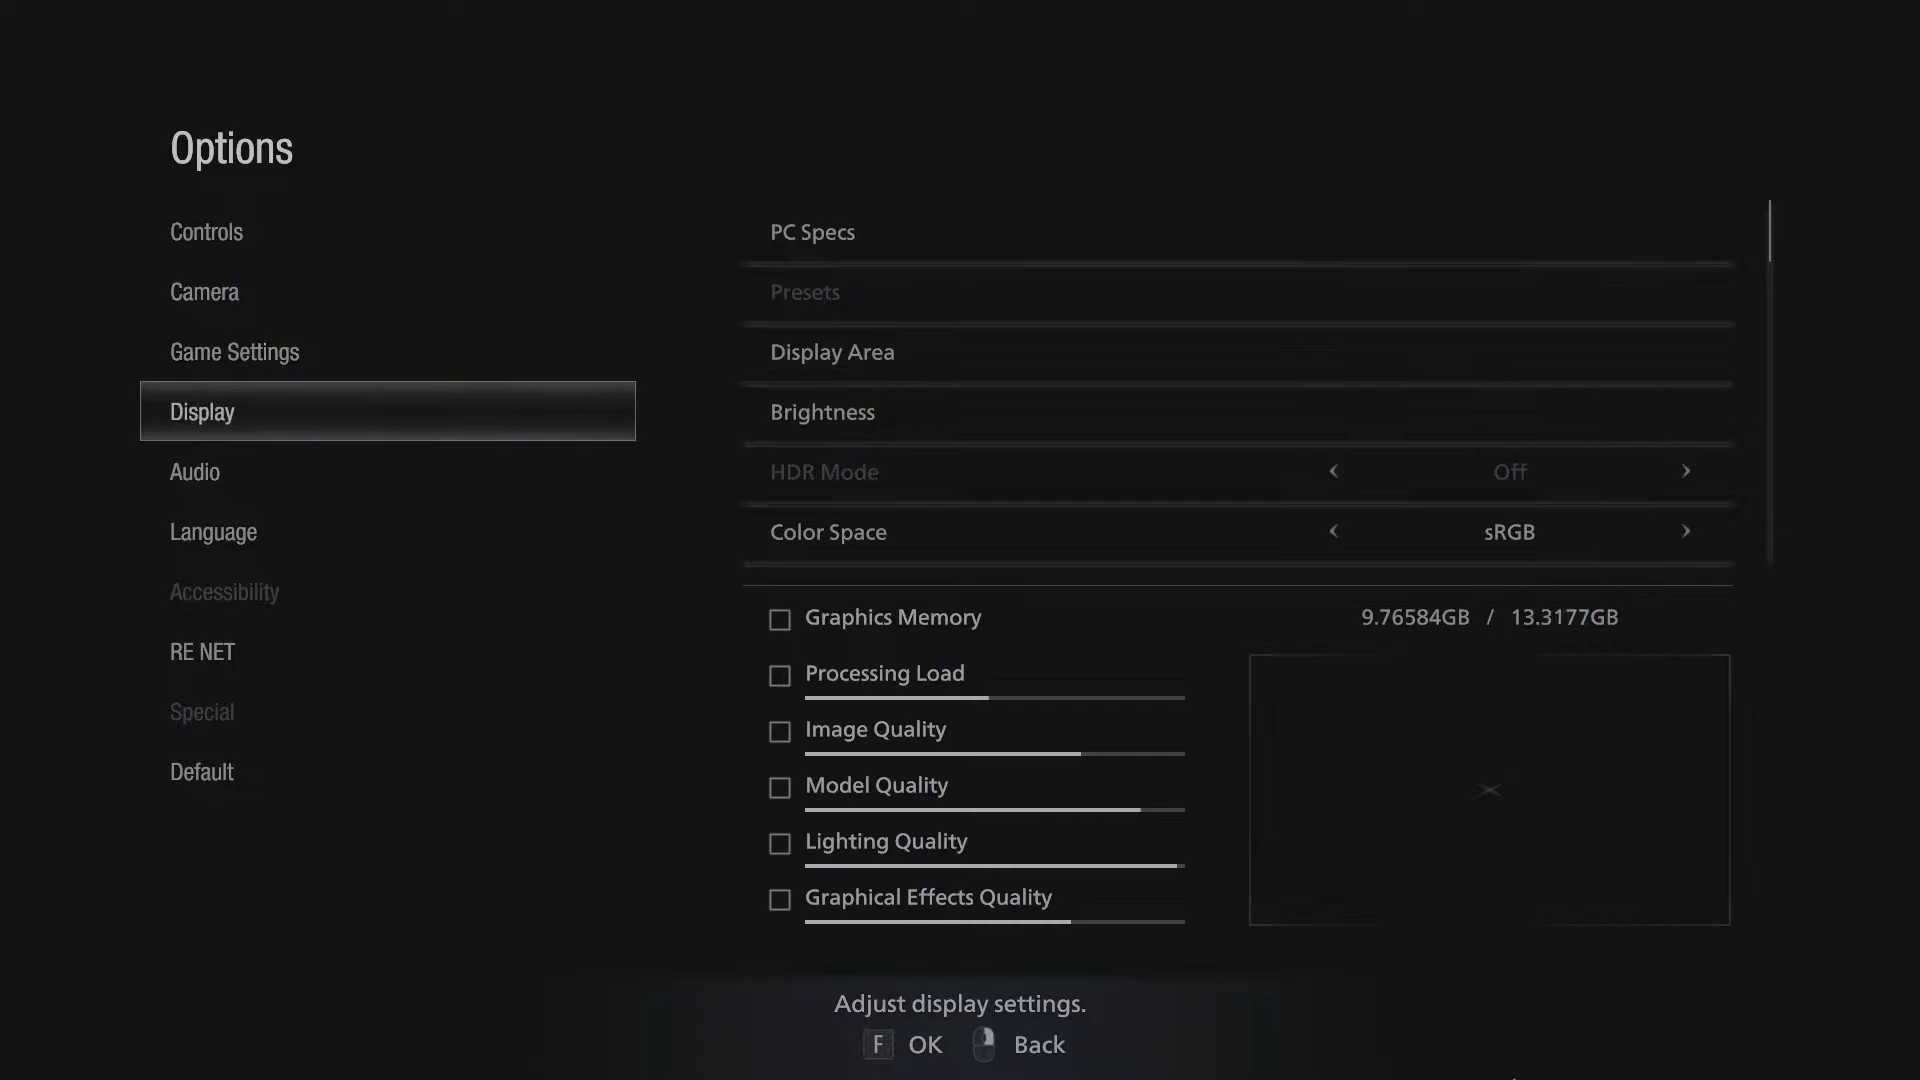 Options
Controls
Camera
Game Settings
Display
Audio
Language
Accessibility
RE NET
Special
Default
PC Specs
Presets
Display Area
Brightness
HDR Mode Off
Color Space sRGB
Graphics Memory 9.76584GB / 13.3177GB
Processing Load
Image Quality
Model Quality
Lighting Quality
Graphical Effects Quality
Adjust display settings.
F OK Back